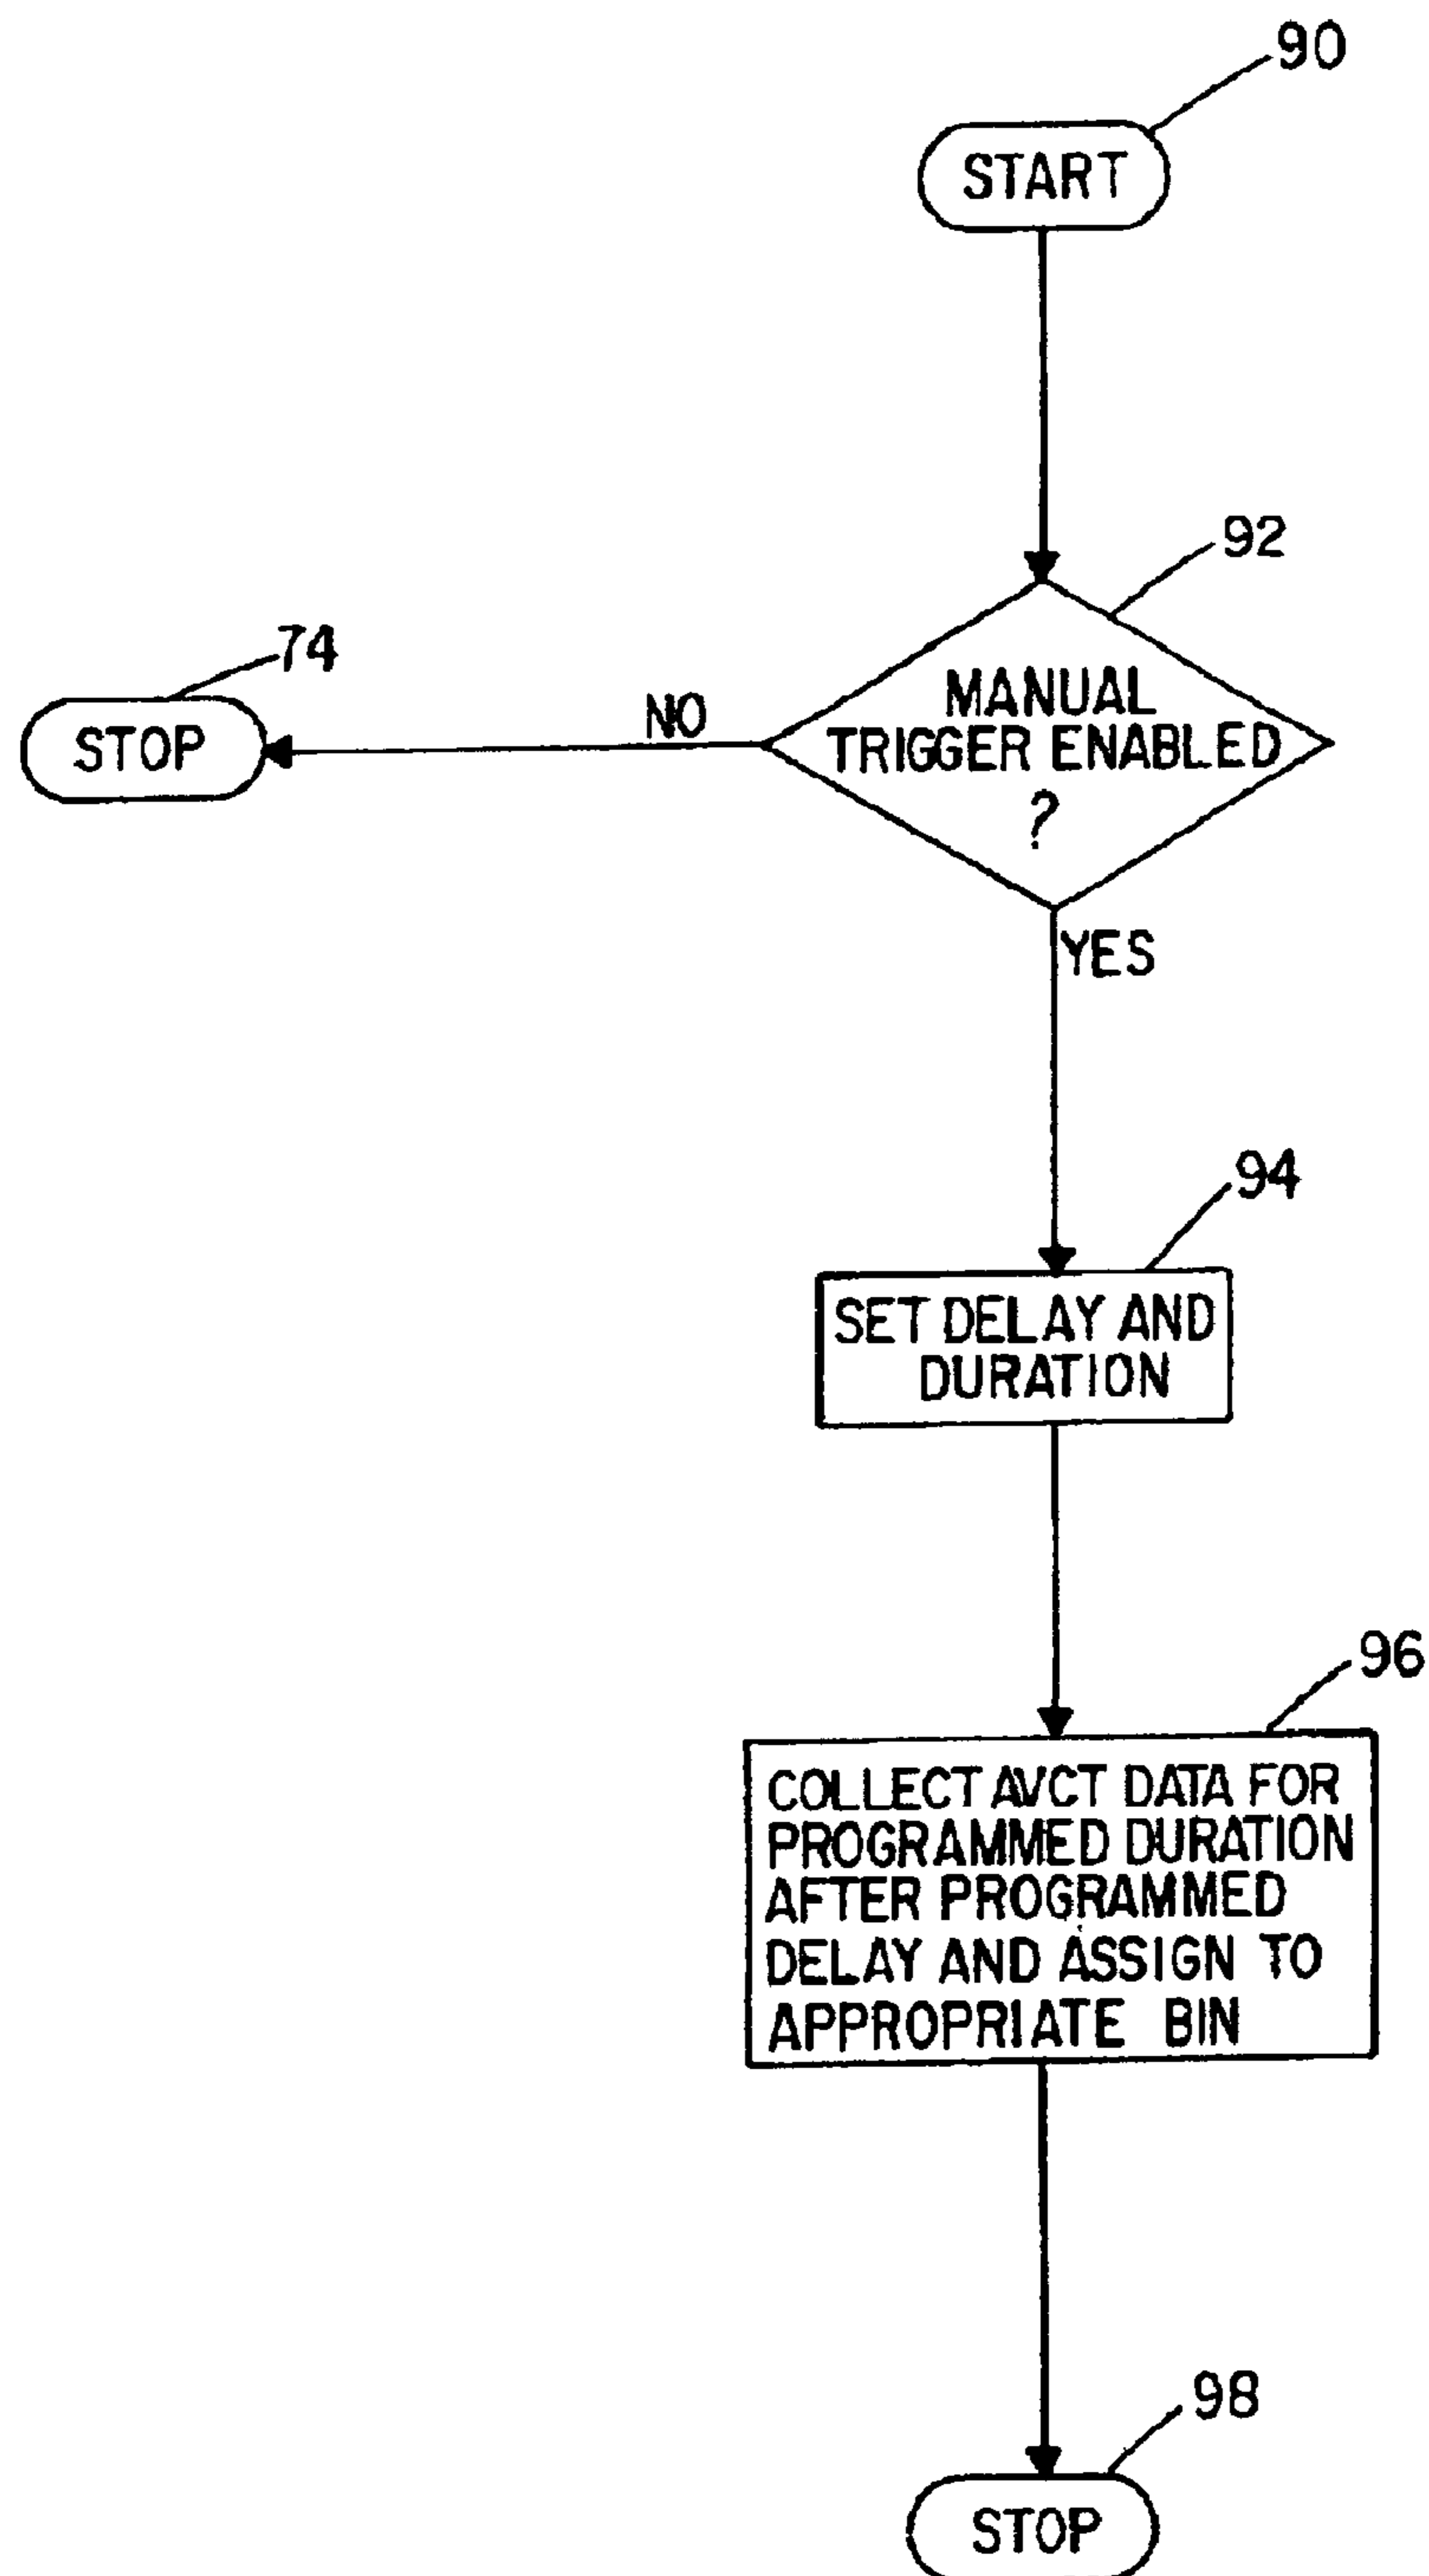 90
START
92
MANUAL
TRIGGER ENABLED
?
74
STOP
NO
YES
94
SET DELAY AND
DURATION
96
COLLECT AVCT DATA FOR
PROGRAMMED DURATION
AFTER PROGRAMMED
DELAY AND ASSIGN TO
APPROPRIATE BIN
98
STOP